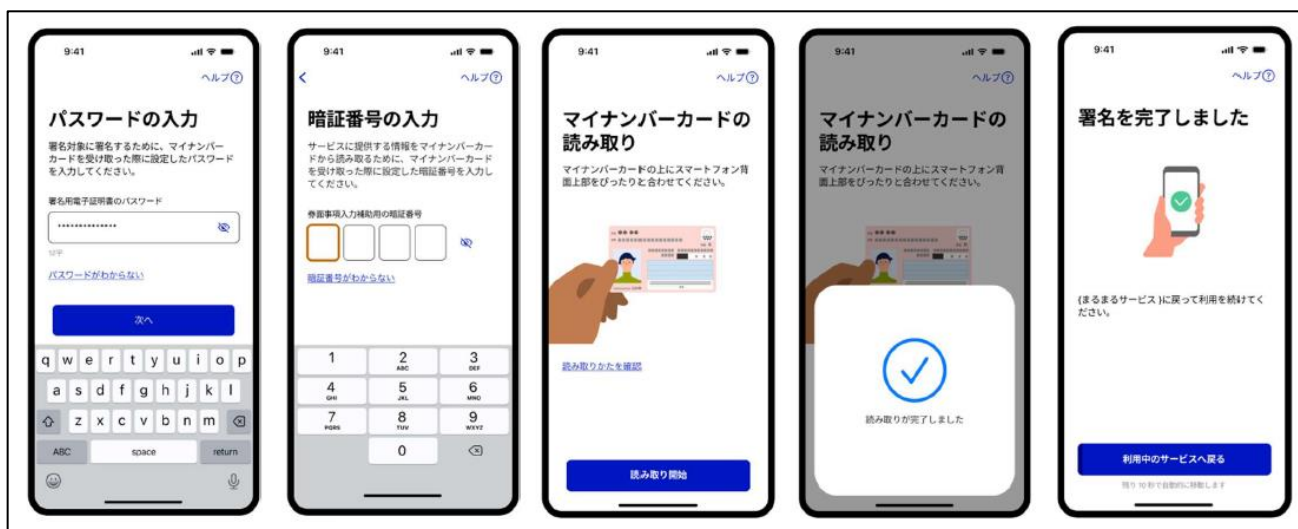 9:41
ヘルプ?
パスワードの入力
署名対象に署名するために、マイナンバー
カードを受け取った際に設定したパスワード
を入力してください。
署名用電子証明書のパスワード
••••••••••••••
パスワードがわからない
次へ
q w e r t y u i o p
a s d f g h j k l
z x c v b n m
ABC space return
9:41
ヘルプ?
暗証番号の入力
サービスに提供する情報をマイナンバーカー
ドから読み取るために、マイナンバーカード
を受け取った際に設定した暗証番号を入力し
てください。
券面事項入力補助用の暗証番号
暗証番号がわからない
1 2 3
ABC DEF
4 5 6
GHI JKL MNO
7 8 9
PQRS TUV WXYZ
0
9:41
ヘルプ?
マイナンバーカードの
読み取り
マイナンバーカードの上にスマートフォン背
面上部をぴったりと合わせてください。
読み取りかたを確認
読み取り開始
9:41
ヘルプ?
マイナンバーカードの
読み取り
マイナンバーカードの上にスマートフォン背
面上部をぴったりと合わせてください。
読み取りが完了しました
9:41
ヘルプ?
署名を完了しました
{まるまるサービス}に戻って利用を続けてく
ださい。
利用中のサービスへ戻る
残り 10 秒で自動的に移動します